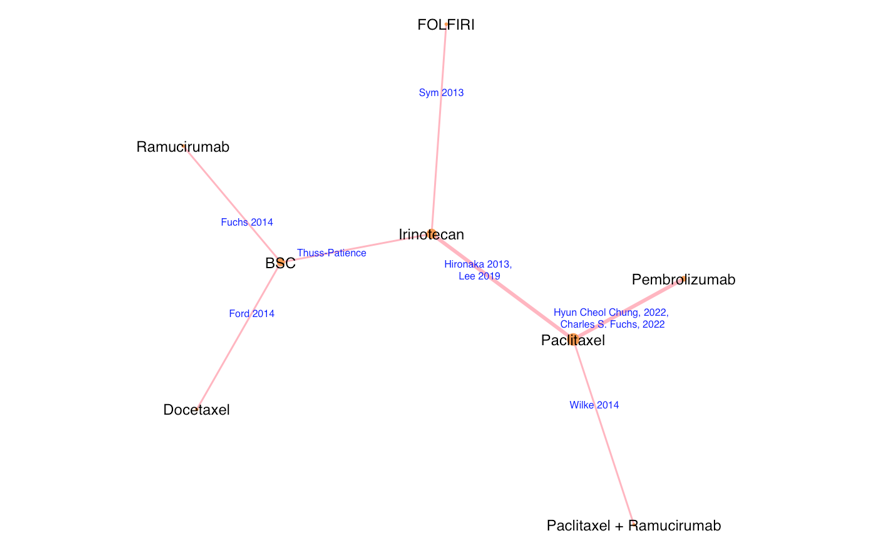 FOLFIRI
Sym 2013
Ramucirumab
Fuchs 2014
Irinotecan
Thuss-Patience
BSC
Hironaka 2013,
Lee 2019
Pembrolizumab
Ford 2014
Hyun Cheol Chung, 2022,
Charles S. Fuchs, 2022
Paclitaxel
Wilke 2014
Docetaxel
Paclitaxel + Ramucirumab